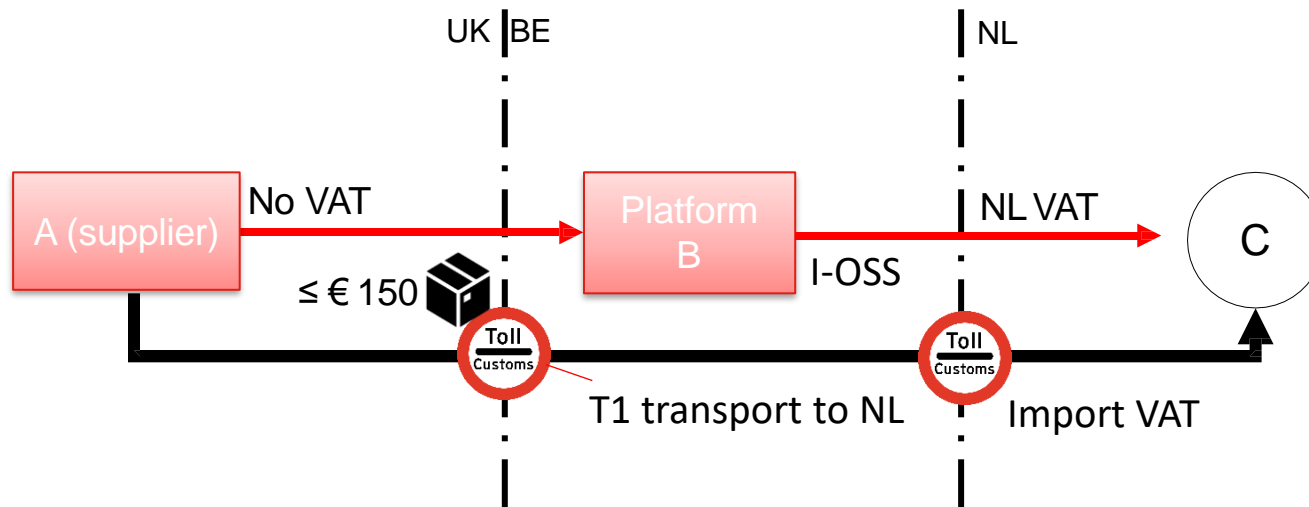 UK BE
NL
A (supplier)
No VAT
Platform
B
NL VAT
C
I-OSS
≤ € 150
Toll
Customs
Toll
Customs
T1 transport to NL
Import VAT